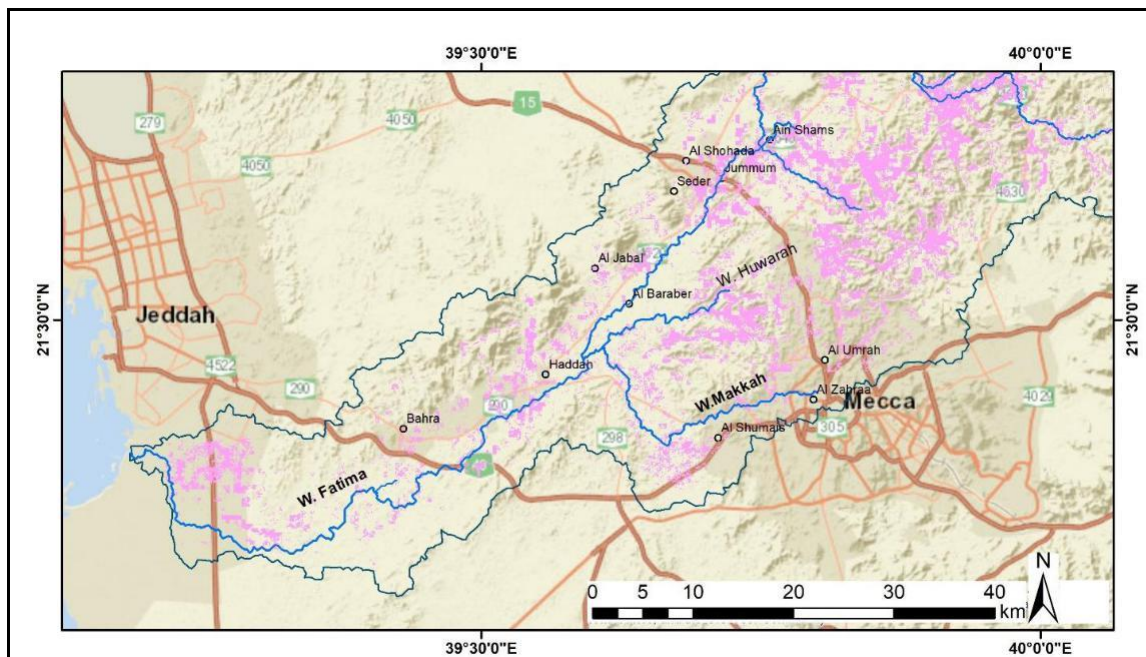 39°30'0"E
40°0'0"E
15
279
4050
4050
Ain Shams
Al Shohada
Jummum
Seder
4630
Al Jabal
W. Huwarah
Al Baraber
21°30'0"N
21°30'0"N
Jeddah
4522
290
Haddah
290
Al Umrah
W.Makkah
Al Zahraa
Mecca
4029
305
Bahra
298
Al Shumais
W. Fatima
N
0 5 10 20 30 40
km
39°30'0"E
40°0'0"E